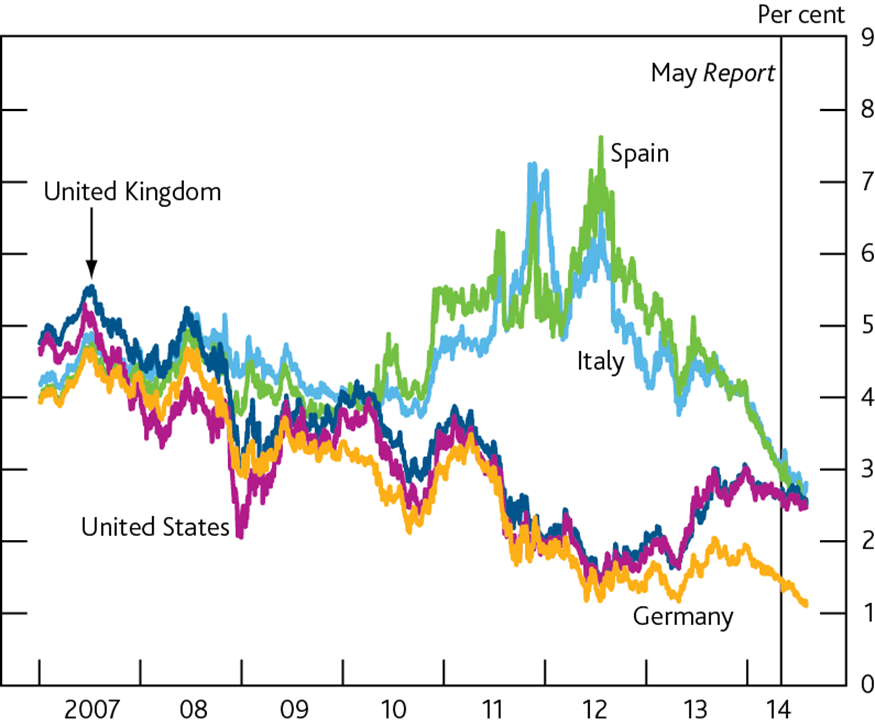 Per cent
9
May Report
8
Spain
7
United Kingdom
6
5
Italy
4
3
United States
2
Germany
1
0
2007 08 09 10 11 12 13 14